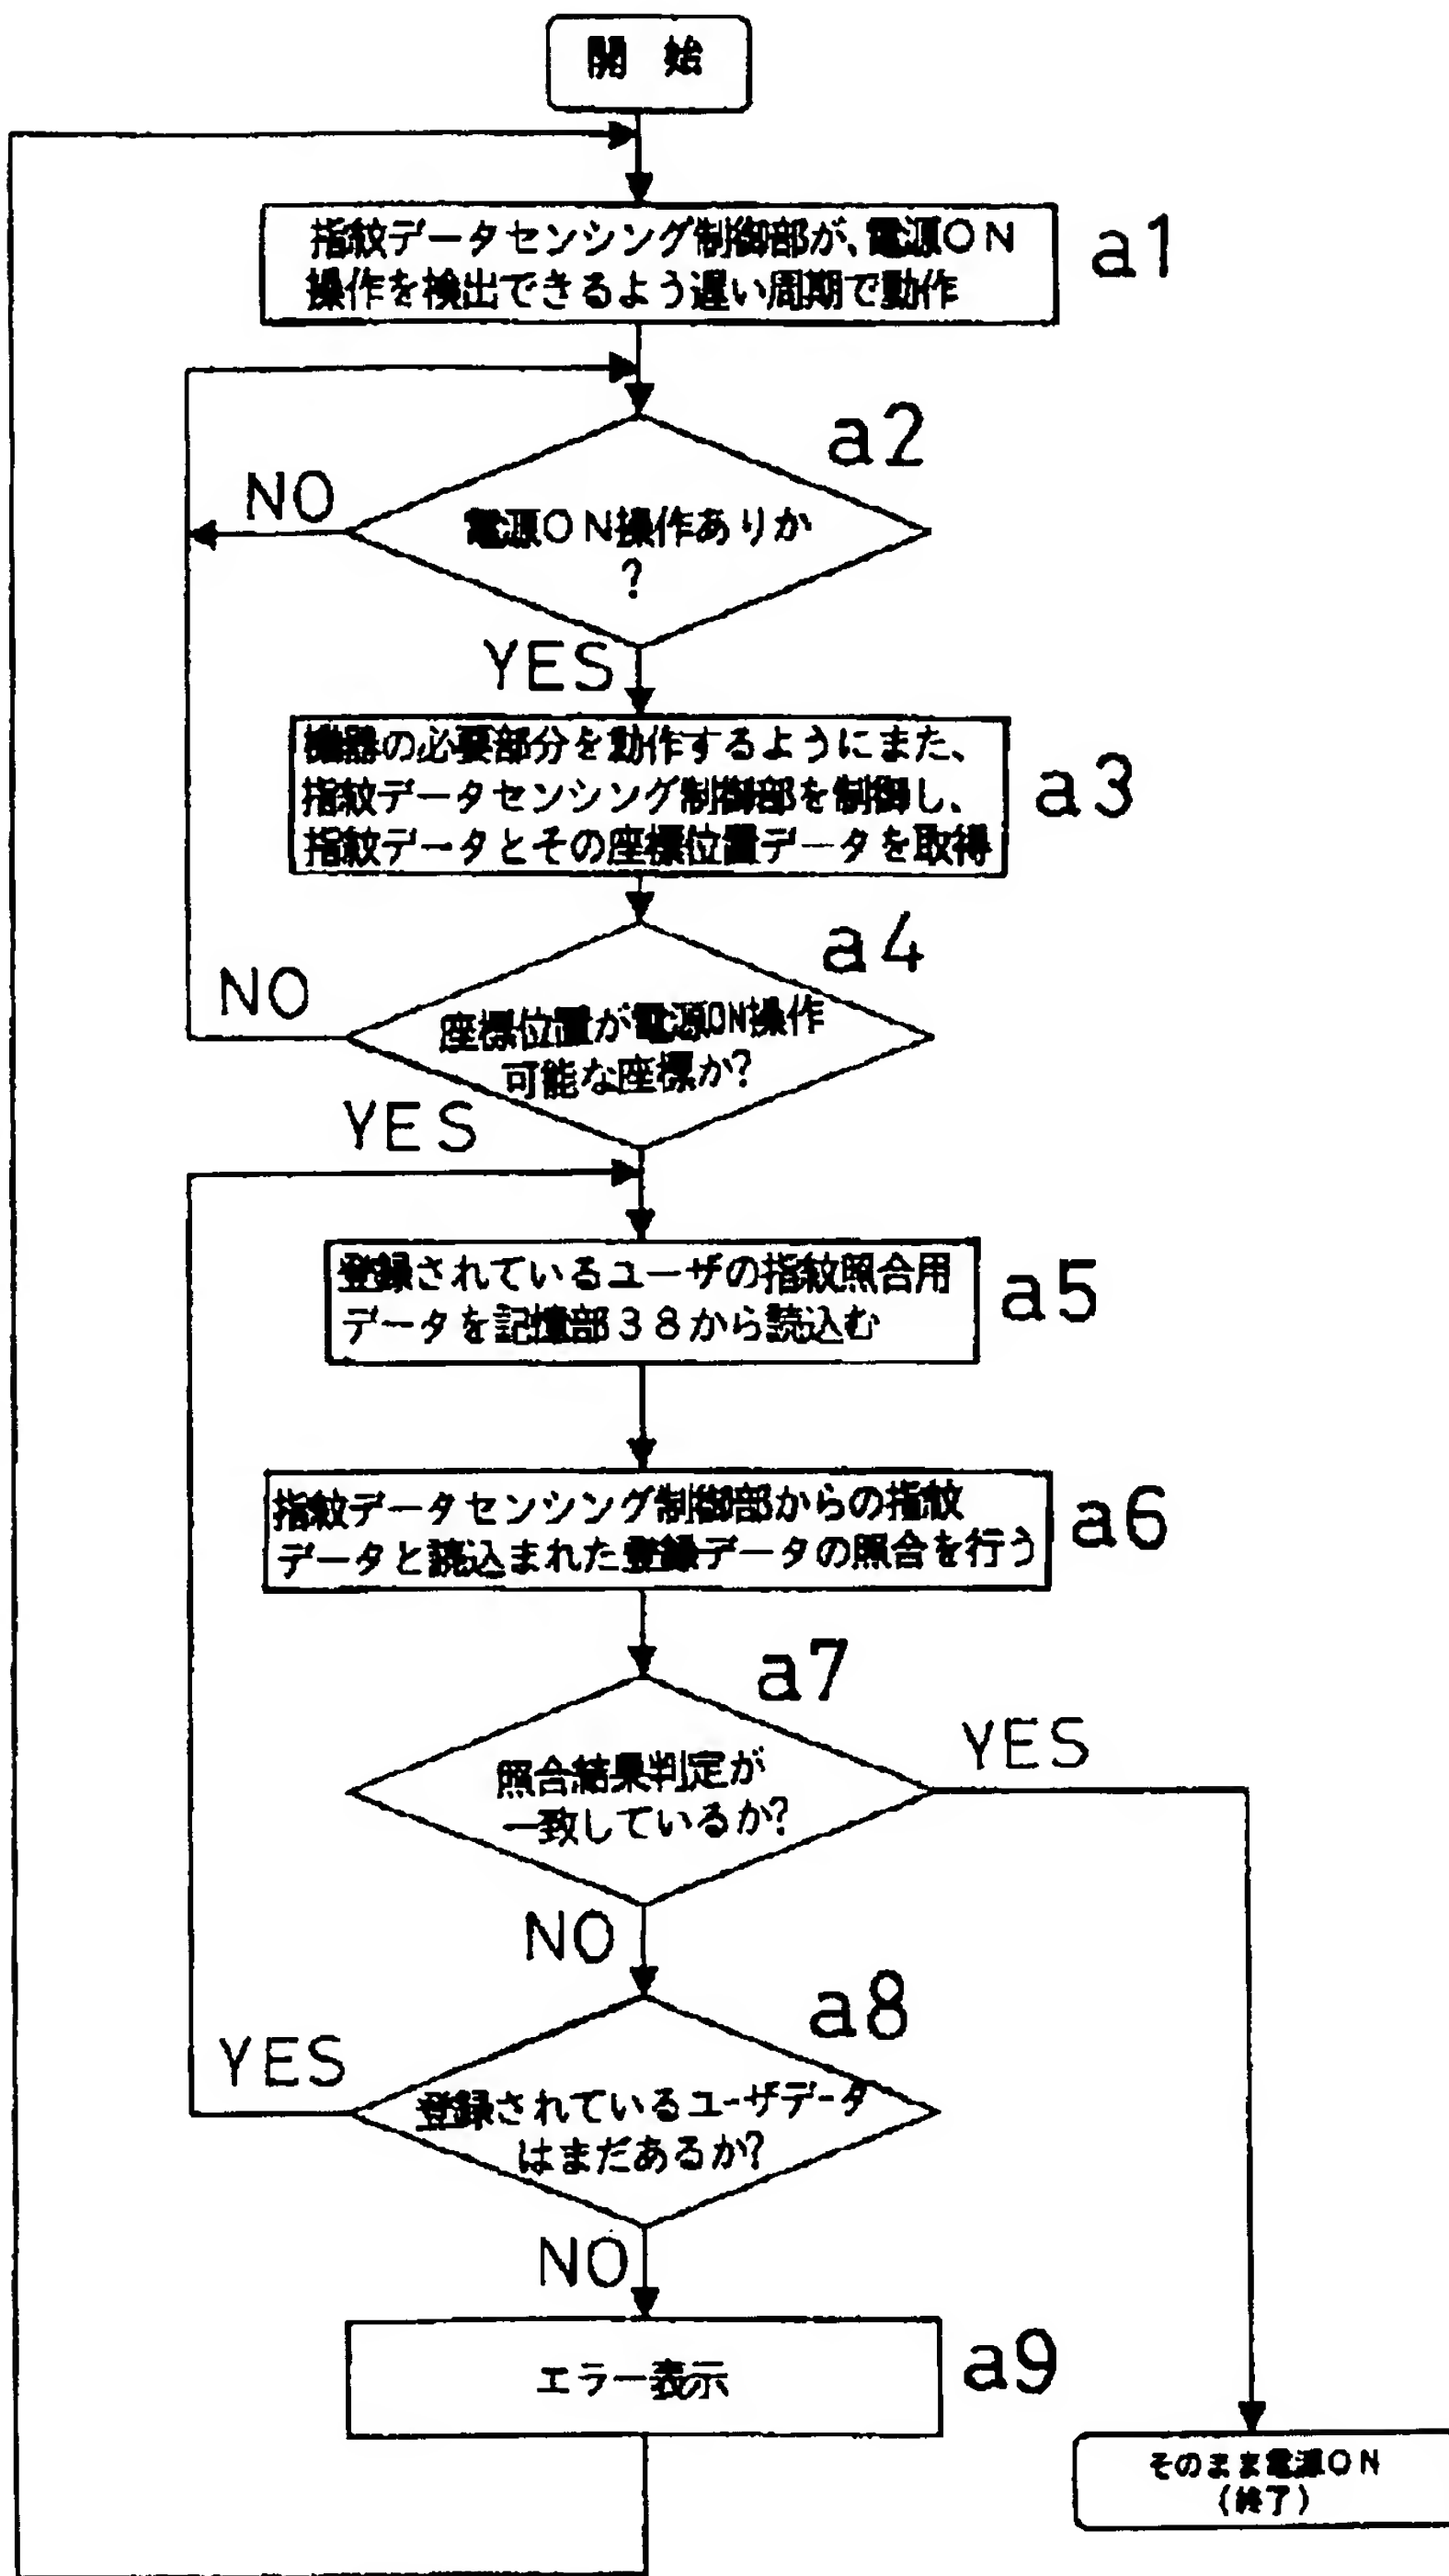 開 始
指紋データセンシング制御部が、電源ON
操作を検出できるよう遅い周期で動作
a1
a2
NO
電源ON操作ありか
?
YES
機器の必要部分を動作するようにまた、
指紋データセンシング制御部を制御し、
指紋データとその座標位置データを取得
a3
a4
NO
座標位置が電源ON操作
可能な座標か?
YES
登録されているユーザの指紋照合用
データを記憶部38から読込む
a5
指紋データセンシング制御部からの指紋
データと読込まれた登録データの照合を行う
a6
a7
YES
照合結果判定が
一致しているか?
NO
a8
YES
登録されているユーザデータ
はまだあるか?
NO
エラー表示
a9
そのまま電源ON
(終了)